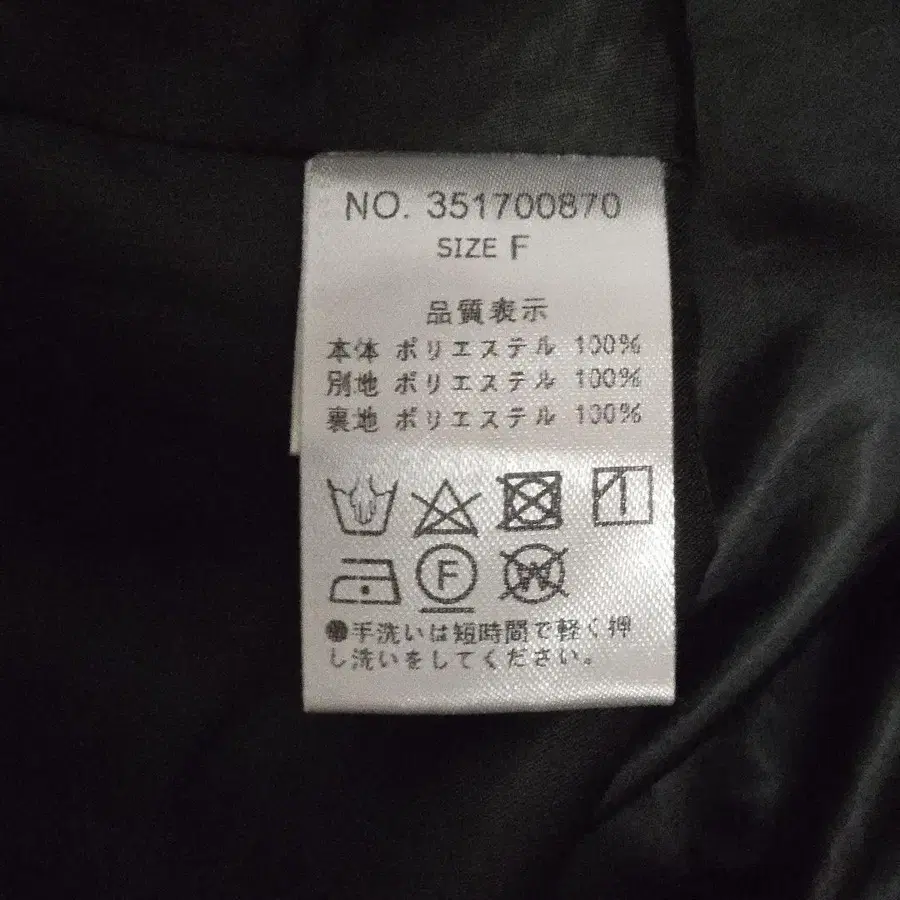 NO. 351700870
SIZE F
品質表示
本体 ポリエステル 100%
別地 ポリエステル 100%
裏地 ポリエステル 100%
F
W
●手洗いは短時間で軽く押
し洗いをしてください。